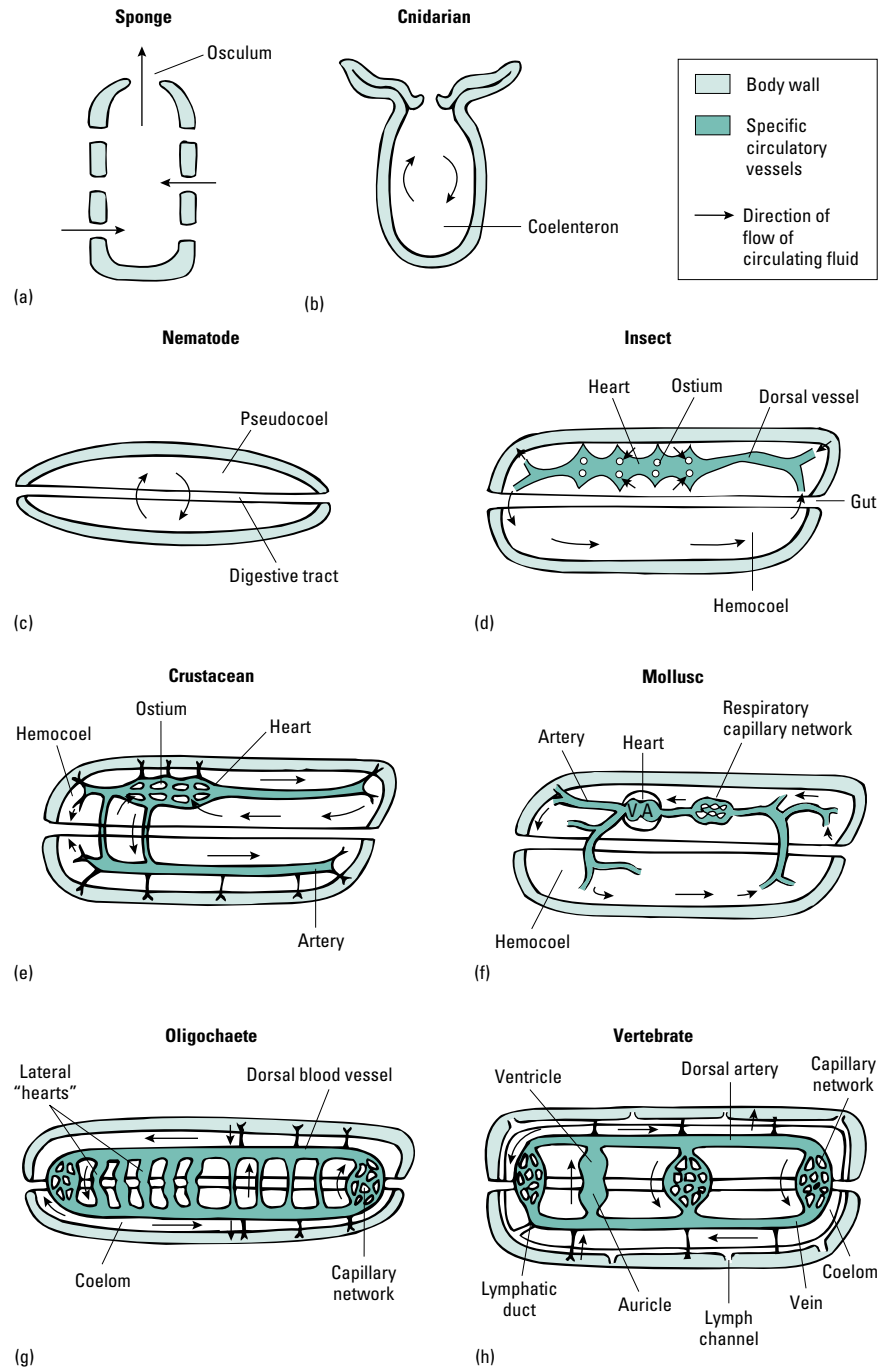 Sponge
Osculum
(a)
Cnidarian
Coelenteron
(b)
Body wall
Specific
circulatory
vessels
Direction of
flow of
circulating fluid
Nematode
Pseudocoel
Digestive tract
(c)
Insect
Heart
Ostium
Dorsal vessel
Gut
Hemocoel
(d)
Crustacean
Ostium
Hemocoel
Heart
Artery
(e)
Mollusc
Respiratory
capillary network
Artery
Heart
V A
Hemocoel
(f)
Oligochaete
Lateral
"hearts"
Dorsal blood vessel
Coelom
Capillary
network
(g)
Vertebrate
Ventricle
Dorsal artery
Capillary
network
Lymphatic
duct
Auricle
Lymph
channel
Vein
Coelom
(h)